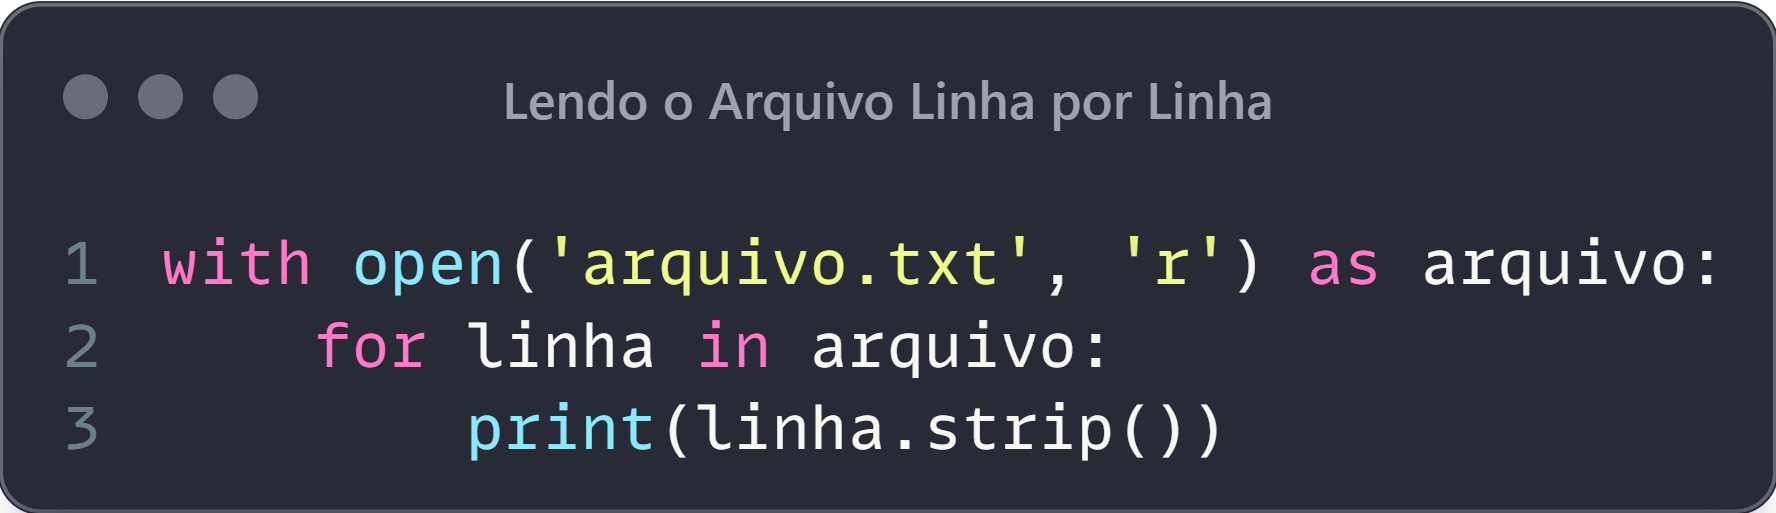 Lendo o Arquivo Linha por Linha
1 with open('arquivo.txt', 'r') as arquivo:
2     for linha in arquivo:
3         print(linha.strip())